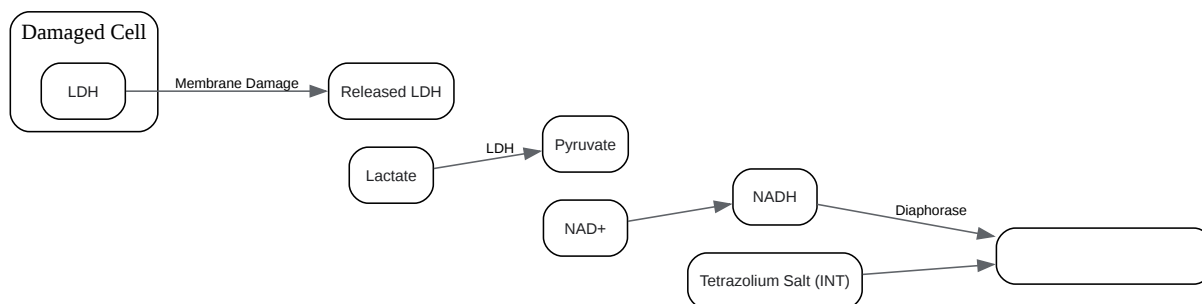 Damaged Cell
LDH
Membrane Damage
Released LDH
Lactate
LDH
Pyruvate
NAD+
NADH
Diaphorase
Tetrazolium Salt (INT)